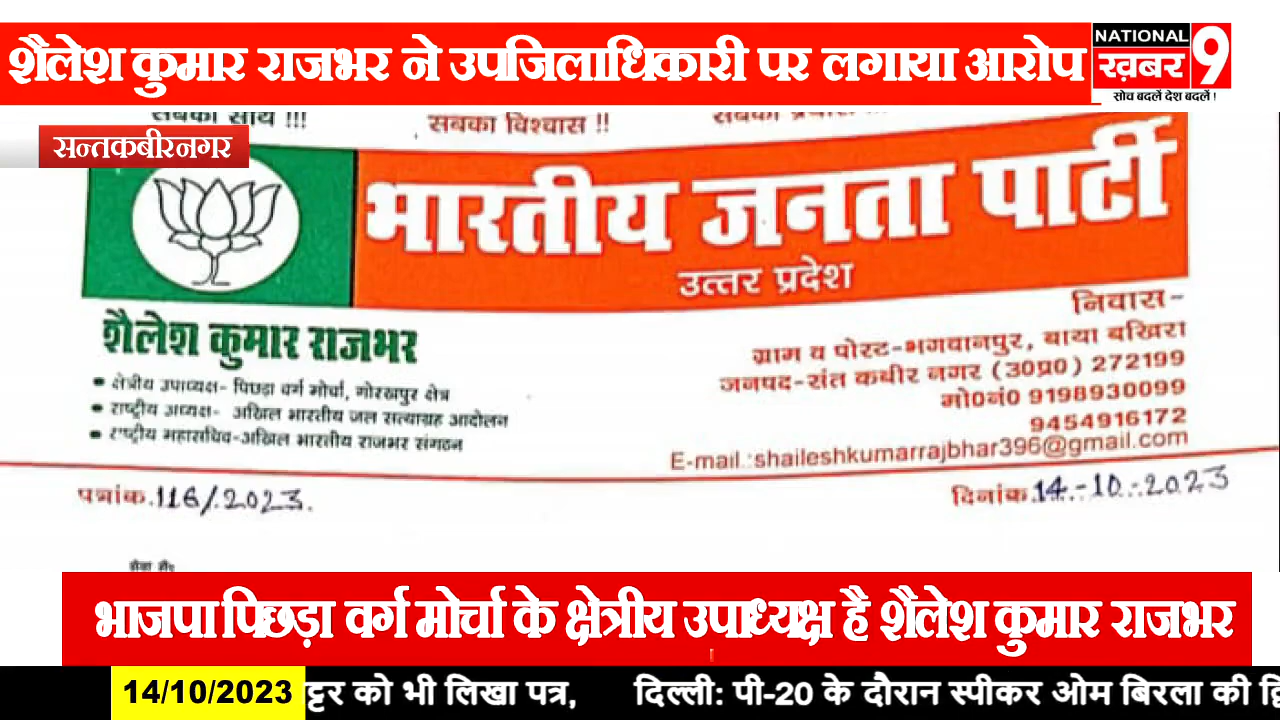 शैलेश कुमार राजभर ने उपजिलाधिकारी पर लगाया आरोप
NATIONAL
ख़बर 9
सोच बदलें देश बदलें !
सन्तकबीरनगर
सबका साथ !!!
सबका विश्वास !!
सबका प्रयास
भारतीय जनता पार्टी
उत्तर प्रदेश
शैलेश कुमार राजभर
• क्षेत्रीय उपाध्यक्ष- पिछड़ा वर्ग मोर्चा, गोरखपुर क्षेत्र
• राष्ट्रीय अध्यक्ष- अखिल भारतीय जल सत्याग्रह आदोलन
• राष्ट्रीय महासचिव-अखिल भारतीय राजभर संगठन
निवास-
ग्राम व पोस्ट-भगवानपुर, बाया बखिरा
जनपद-संत कबीर नगर (उ0प्र0) 272199
मो0नं0 9198930099
9454916172
E-mail.:shaileshkumarrajbhar396@gmail.com
पत्रांक.116/2023.
दिनांक.14.-10...2023
भाजपा पिछड़ा वर्ग मोर्चा के क्षेत्रीय उपाध्यक्ष है शैलेश कुमार राजभर
14/10/2023 ट्टर को भी लिखा पत्र, दिल्ली: पी-20 के दौरान स्पीकर ओम बिरला की द्वि